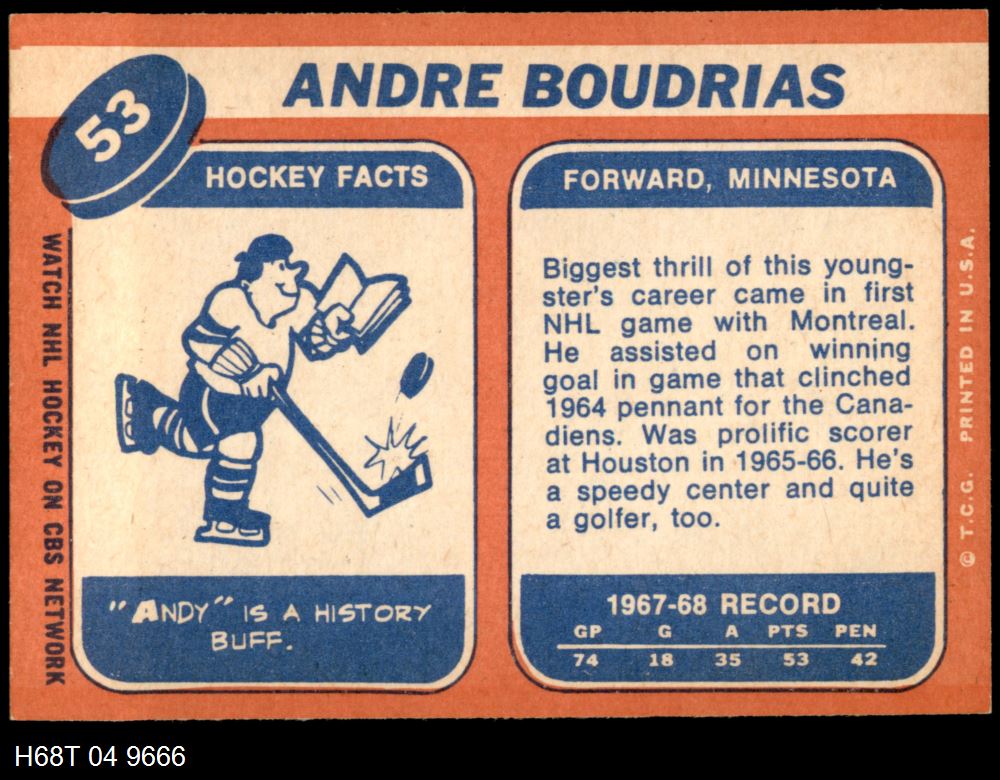 53
ANDRE BOUDRIAS
HOCKEY FACTS
"ANDY" IS A HISTORY
BUFF.
FORWARD, MINNESOTA
Biggest thrill of this young-
ster's career came in first
NHL game with Montreal.
He assisted on winning
goal in game that clinched
1964 pennant for the Cana-
diens. Was prolific scorer
at Houston in 1965-66. He's
a speedy center and quite
a golfer, too.
1967-68 RECORD
GP G A PTS PEN
74 18 35 53 42
WATCH NHL HOCKEY ON CBS NETWORK
© T.C.G. PRINTED IN U.S.A.
H68T 04 9666